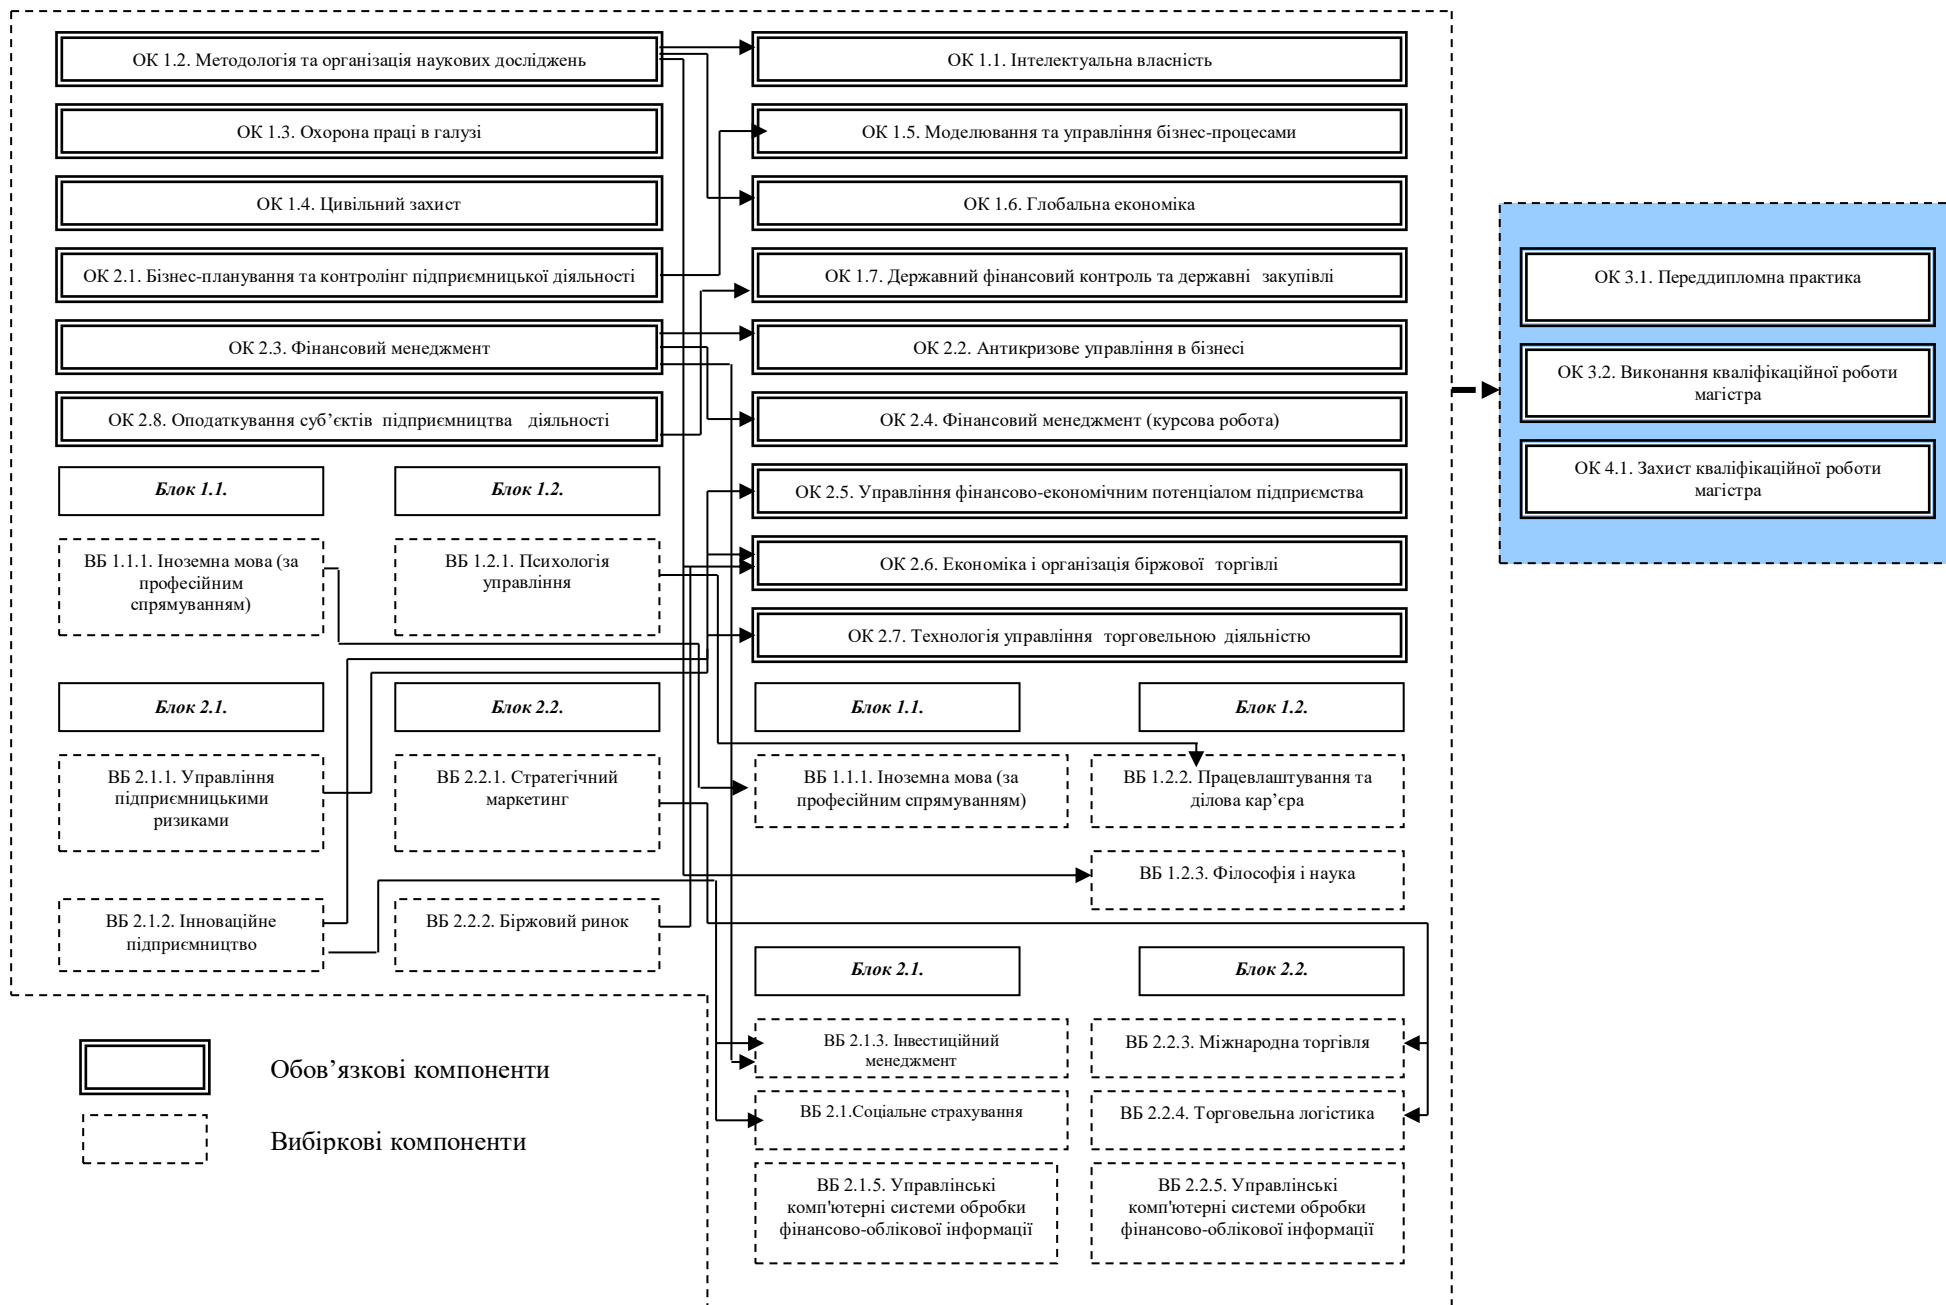 ОК 1.2. Методологія та організація наукових досліджень
ОК 1.3. Охорона праці в галузі
ОК 1.4. Цивільний захист
ОК 2.1. Бізнес-планування та контролінг підприємницької діяльності
ОК 2.3. Фінансовий менеджмент
ОК 2.8. Оподаткування суб’єктів підприємництва діяльності
Блок 1.1.
Блок 1.2.
ВБ 1.1.1. Іноземна мова (за
професійним
спрямуванням)
ВБ 1.2.1. Психологія
управління
Блок 2.1.
Блок 2.2.
ВБ 2.1.1. Управління
підприємницькими
ризиками
ВБ 2.2.1. Стратегічний
маркетинг
ВБ 2.1.2. Інноваційне
підприємництво
ВБ 2.2.2. Біржовий ринок
Обов’язкові компоненти
Вибіркові компоненти
ОК 1.1. Інтелектуальна власність
ОК 1.5. Моделювання та управління бізнес-процесами
ОК 1.6. Глобальна економіка
ОК 1.7. Державний фінансовий контроль та державні закупівлі
ОК 2.2. Антикризове управління в бізнесі
ОК 2.4. Фінансовий менеджмент (курсова робота)
ОК 2.5. Управління фінансово-економічним потенціалом підприємства
ОК 2.6. Економіка і організація біржової торгівлі
ОК 2.7. Технологія управління торговельною діяльністю
Блок 1.1.
Блок 1.2.
ВБ 1.1.1. Іноземна мова (за
професійним спрямуванням)
ВБ 1.2.2. Працевлаштування та
ділова кар’єра
ВБ 1.2.3. Філософія і наука
Блок 2.1.
Блок 2.2.
ВБ 2.1.3. Інвестиційний
менеджмент
ВБ 2.2.3. Міжнародна торгівля
ВБ 2.1.Соціальне страхування
ВБ 2.2.4. Торговельна логістика
ВБ 2.1.5. Управлінські
комп'ютерні системи обробки
фінансово-облікової інформації
ВБ 2.2.5. Управлінські
комп'ютерні системи обробки
фінансово-облікової інформації
ОК 3.1. Переддипломна практика
ОК 3.2. Виконання кваліфікаційної роботи
магістра
ОК 4.1. Захист кваліфікаційної роботи
магістра